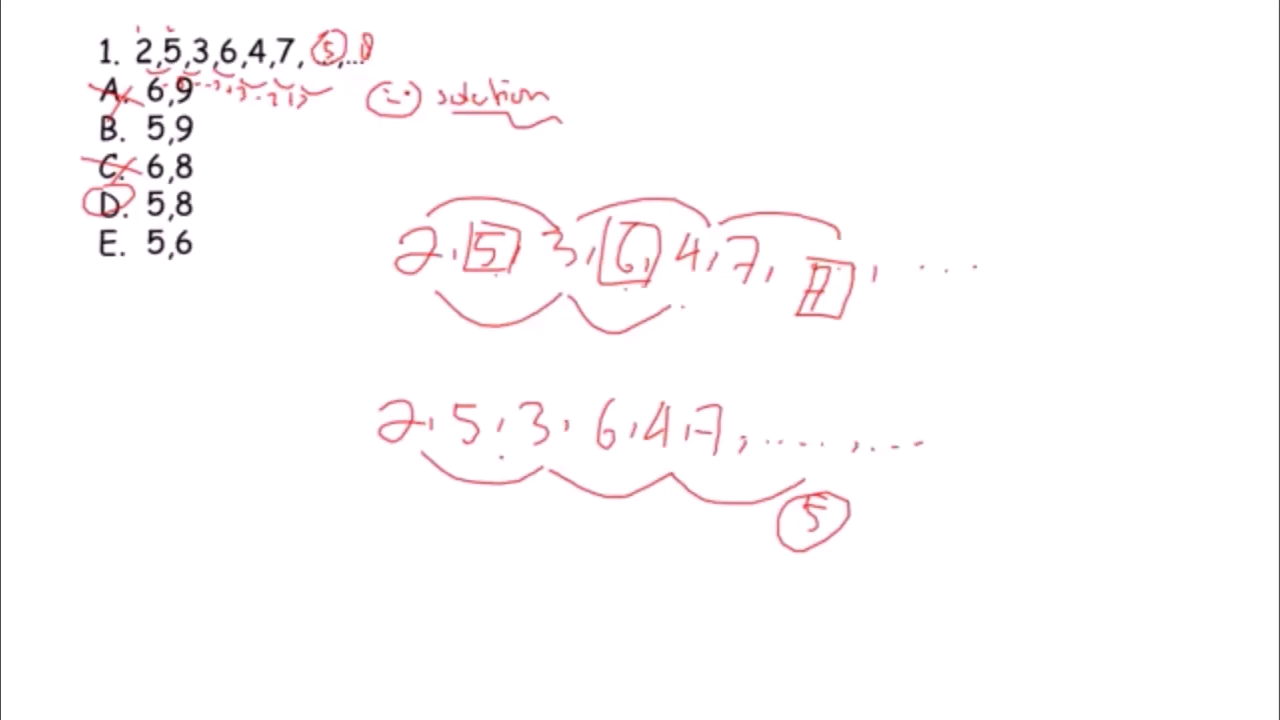 1. 2,5,3,6,4,7, 5,... 8
A. 6,9
solution
B. 5,9
C. 6,8
D. 5,8
E. 5,6
2, 5 3, 6, 4, 7, , ...
2, 5, 3, 6, 4, 7, ....., ....
5